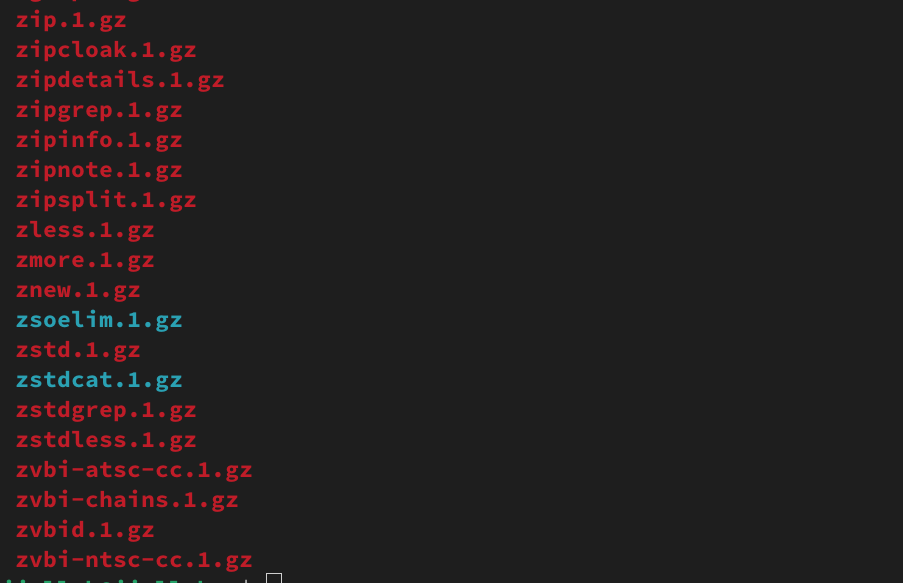 zip.1.gz
zipcloak.1.gz
zipdetails.1.gz
zipgrep.1.gz
zipinfo.1.gz
zipnote.1.gz
zipsplit.1.gz
zless.1.gz
zmore.1.gz
znew.1.gz
zsoelim.1.gz
zstd.1.gz
zstdcat.1.gz
zstdgrep.1.gz
zstdless.1.gz
zvbi-atsc-cc.1.gz
zvbi-chains.1.gz
zvbid.1.gz
zvbi-ntsc-cc.1.gz